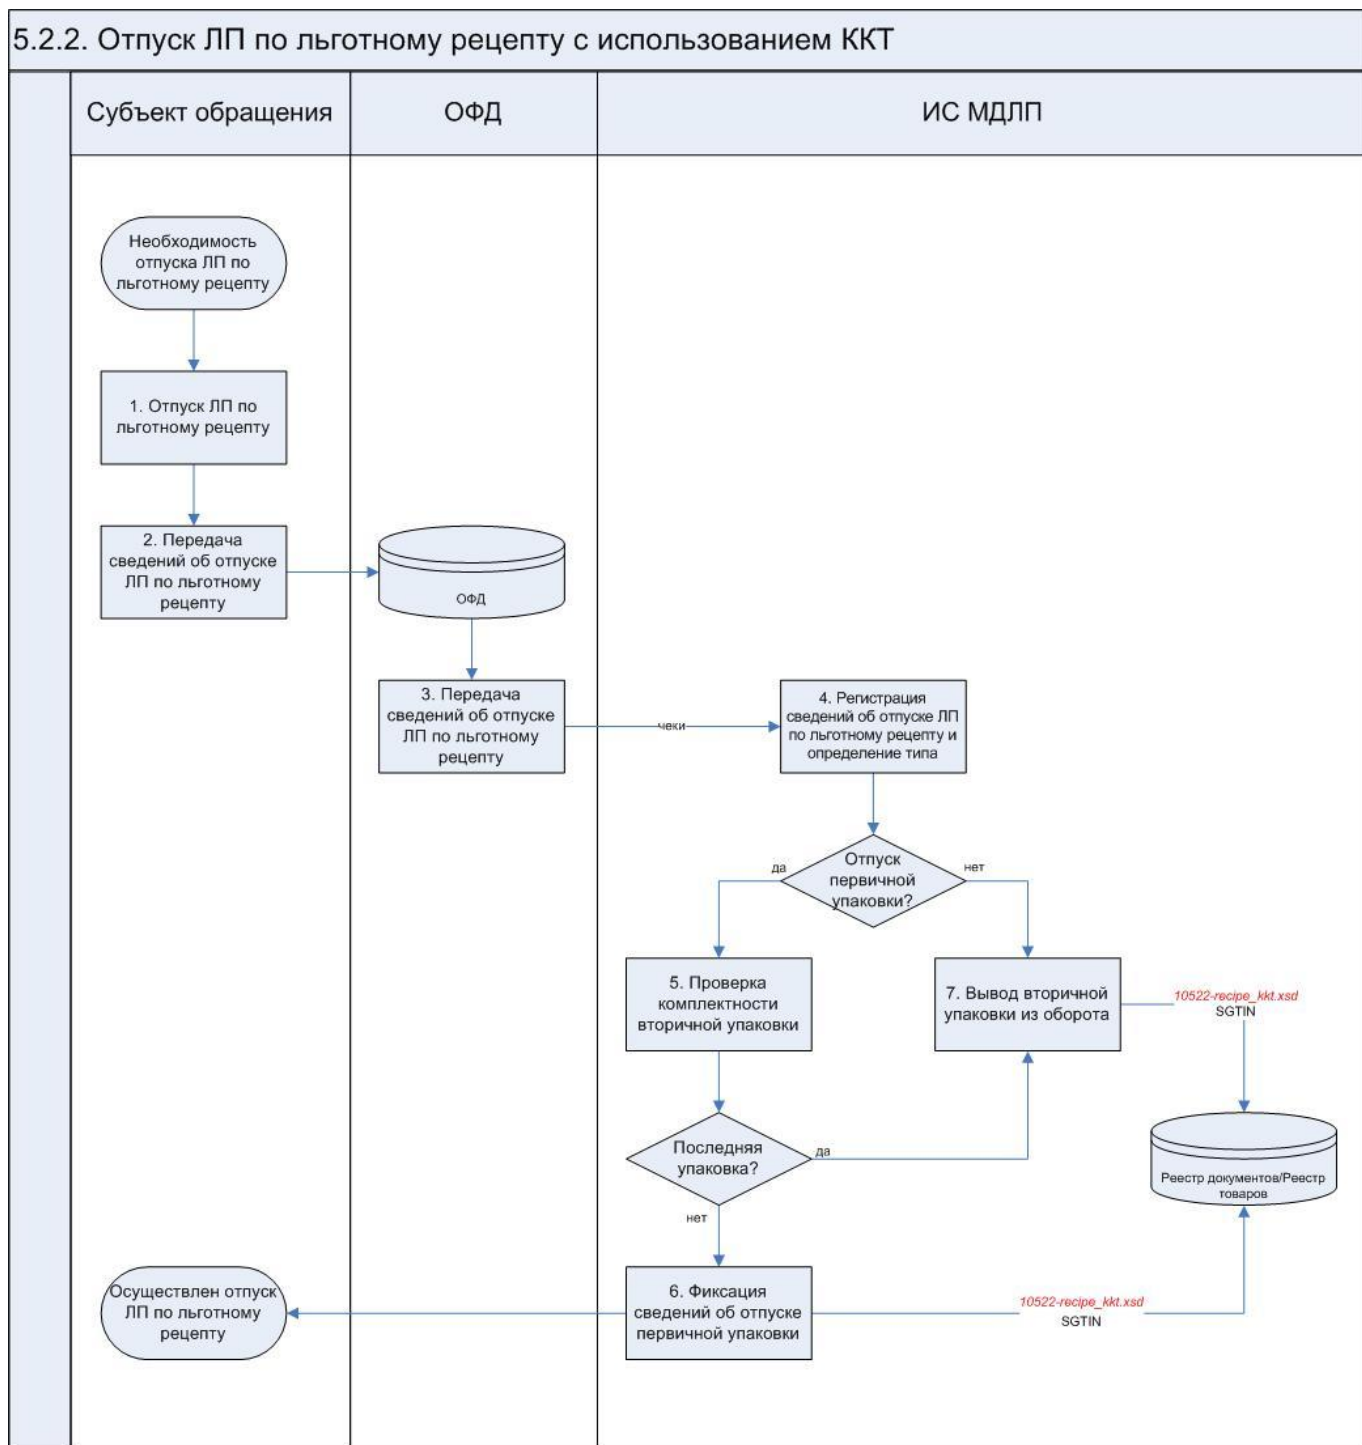 5.2.2. Отпуск ЛП по льготному рецепту с использованием ККТ
Субъект обращения
ОФД
ИС МДЛП
Необходимость
отпуска ЛП по
льготному рецепту
1. Отпуск ЛП по
льготному рецепту
2. Передача
сведений об отпуске
ЛП по льготному
рецепту
ОФД
3. Передача
сведений об отпуске
ЛП по льготному
рецепту
чеки
4. Регистрация
сведений об отпуске ЛП
по льготному рецепту и
определение типа
Отпуск
первичной
упаковки?
да
нет
5. Проверка
комплектности
вторичной упаковки
7. Вывод вторичной
упаковки из оборота
10522-recipe_kkt.xsd
SGTIN
Последняя
упаковка?
да
нет
Реестр документов/Реестр
товаров
Осуществлен отпуск
ЛП по льготному
рецепту
6. Фиксация
сведений об отпуске
первичной упаковки
10522-recipe_kkt.xsd
SGTIN